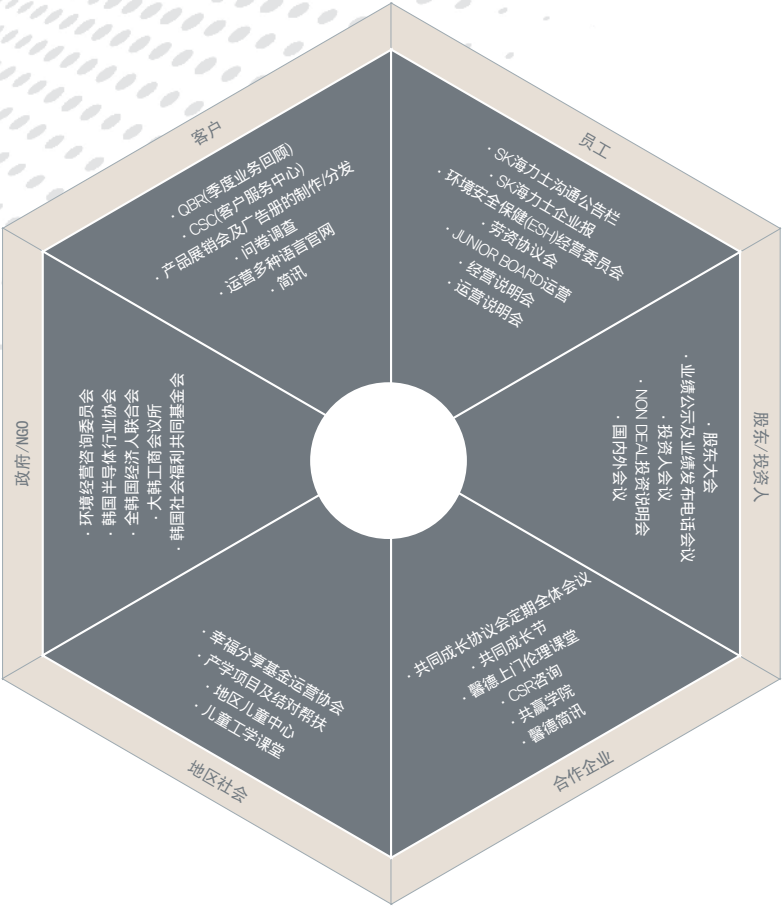 客户
· QBR(季度业务回顾)
· CSC(客户服务中心)
· 产品展销会及广告册的制作/分发
· 问卷调查
· 运营多种语言官网
· 简讯
员工
· SK海力士沟通公告栏
· SK海力士企业报
· 环境安全保健(ESH)经营委员会
· 劳资协议会
· JUNIOR BOARD运营
· 经营说明会
· 运营说明会
股东/投资人
· 股东大会
· 业绩公示及业绩发布电话会议
· 投资人会议
· NON DEAL投资说明会
· 国内外会议
合作企业
· 共同成长协议会定期全体会议
· 共同成长节
· 馨德上门伦理课堂
· CSR咨询
· 共赢学院
· 馨德简讯
地区社会
· 幸福分享基金运营协会
· 产学项目及结对帮扶
· 地区儿童中心
· 儿童工学课堂
政府/NGO
· 环境经营咨询委员会
· 韩国半导体行业协会
· 全韩国经济人联合会
· 大韩工商会议所
· 韩国社会福利共同基金会